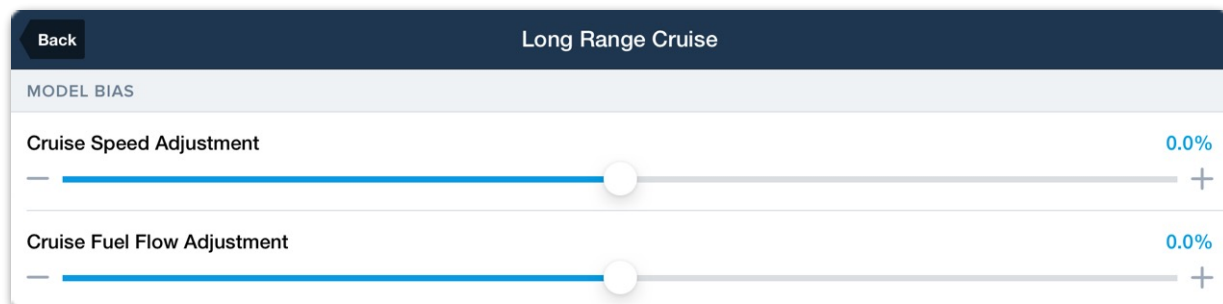 Back
Long Range Cruise
MODEL BIAS
Cruise Speed Adjustment 0.0%
Cruise Fuel Flow Adjustment 0.0%